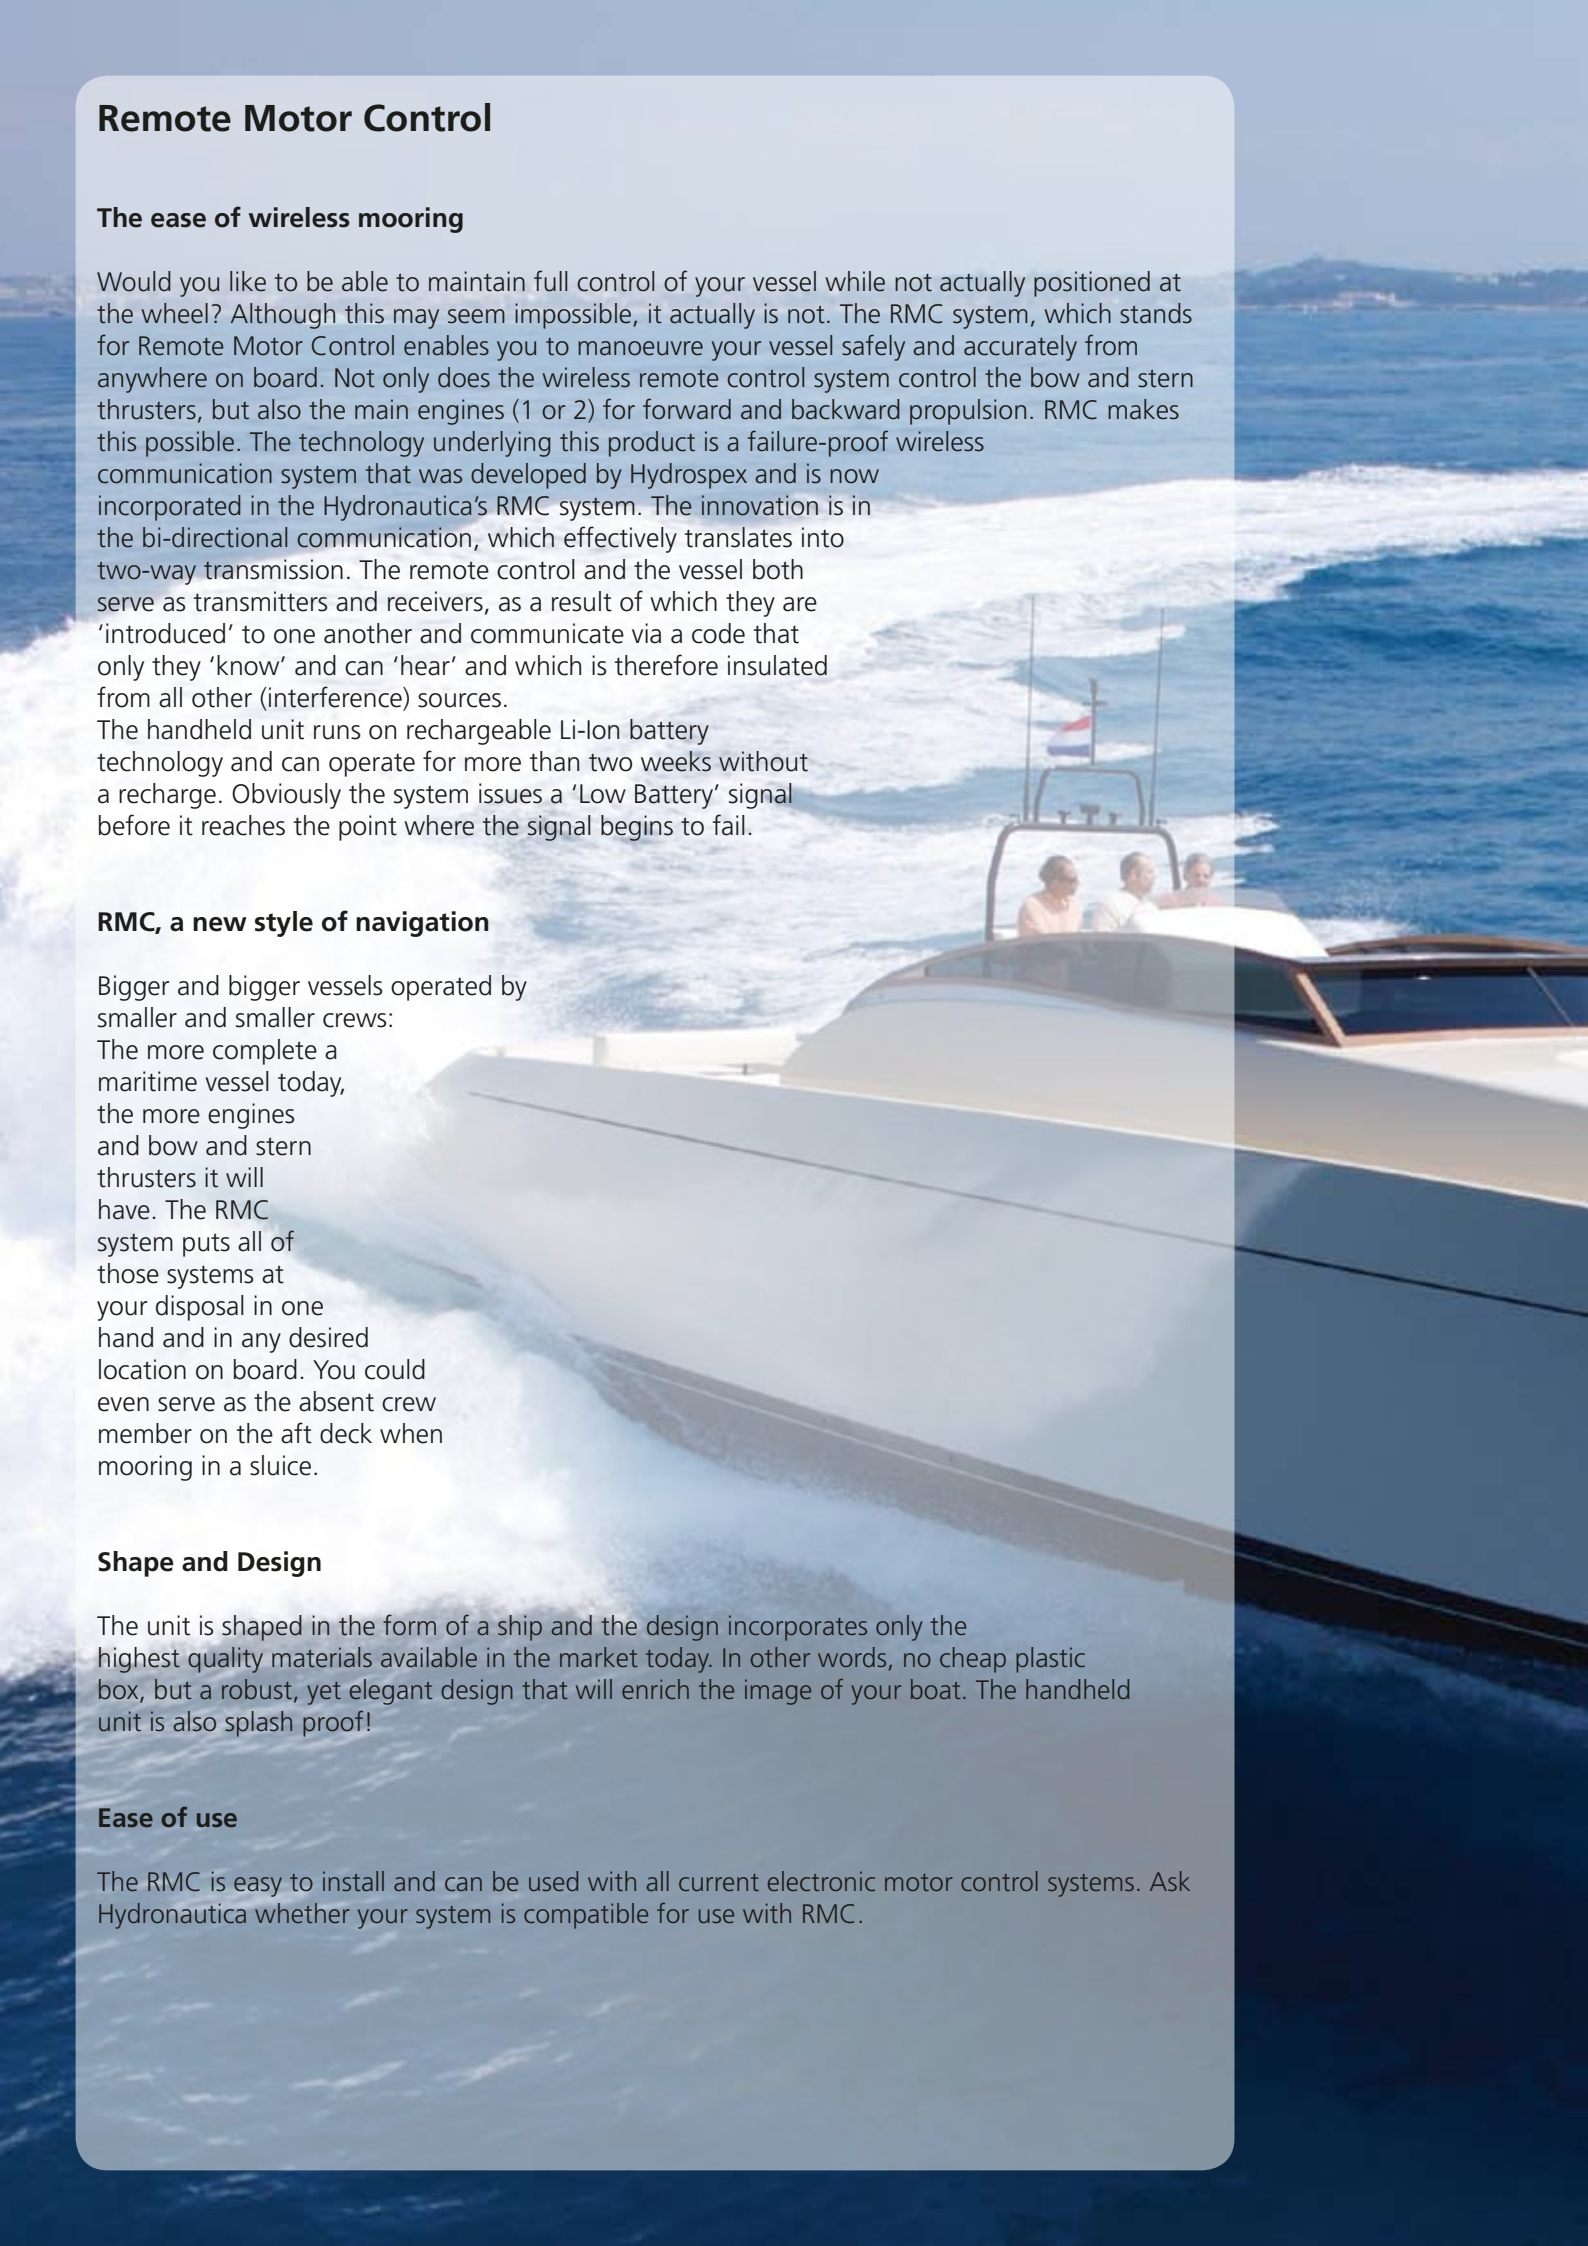 Remote Motor Control
The ease of wireless mooring
Would you like to be able to maintain full control of your vessel while not actually positioned at
the wheel? Although this may seem impossible, it actually is not. The RMC system, which stands
for Remote Motor Control enables you to manoeuvre your vessel safely and accurately from
anywhere on board. Not only does the wireless remote control system control the bow and stern
thrusters, but also the main engines (1 or 2) for forward and backward propulsion. RMC makes
this possible. The technology underlying this product is a failure-proof wireless
communication system that was developed by Hydrospex and is now
incorporated in the Hydronautica’s RMC system. The innovation is in
the bi-directional communication, which effectively translates into
two-way transmission. The remote control and the vessel both
serve as transmitters and receivers, as a result of which they are
‘introduced’ to one another and communicate via a code that
only they ‘know’ and can ‘hear’ and which is therefore insulated
from all other (interference) sources.
The handheld unit runs on rechargeable Li-Ion battery
technology and can operate for more than two weeks without
a recharge. Obviously the system issues a ‘Low Battery’ signal
before it reaches the point where the signal begins to fail.
RMC, a new style of navigation
Bigger and bigger vessels operated by
smaller and smaller crews:
The more complete a
maritime vessel today,
the more engines
and bow and stern
thrusters it will
have. The RMC
system puts all of
those systems at
your disposal in one
hand and in any desired
location on board. You could
even serve as the absent crew
member on the aft deck when
mooring in a sluice.
Shape and Design
The unit is shaped in the form of a ship and the design incorporates only the
highest quality materials available in the market today. In other words, no cheap plastic
box, but a robust, yet elegant design that will enrich the image of your boat. The handheld
unit is also splash proof!
Ease of use
The RMC is easy to install and can be used with all current electronic motor control systems. Ask
Hydronautica whether your system is compatible for use with RMC.